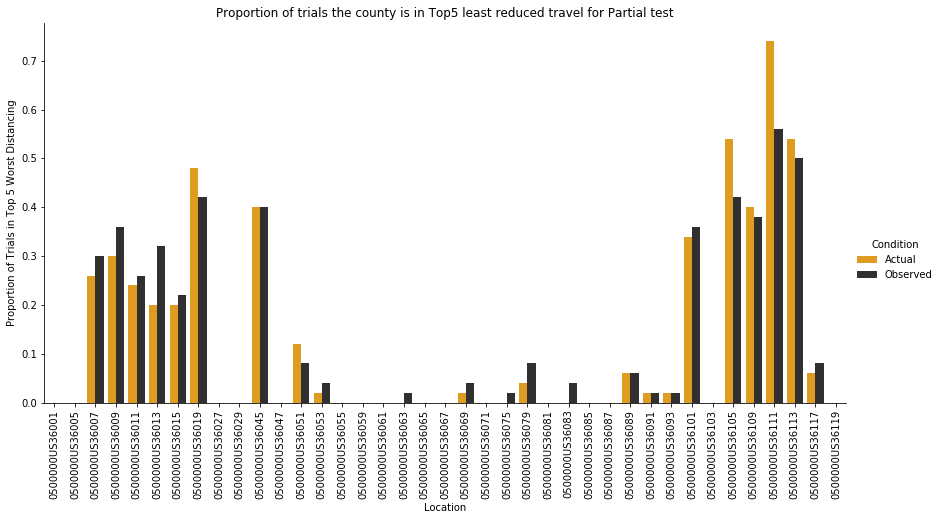 Proportion of trials the county is in Top5 least reduced travel for Partial test
Proportion of Trials in Top 5 Worst Distancing
0.7
0.6
0.5
0.4
0.3
0.2
0.1
0.0
0500000US36001
0500000US36005
0500000US36007
0500000US36009
0500000US36011
0500000US36013
0500000US36015
0500000US36019
0500000US36027
0500000US36029
0500000US36045
0500000US36047
0500000US36051
0500000US36053
0500000US36055
0500000US36059
0500000US36061
0500000US36063
0500000US36065
0500000US36067
0500000US36069
0500000US36071
0500000US36075
0500000US36079
0500000US36081
0500000US36083
0500000US36085
0500000US36087
0500000US36089
0500000US36091
0500000US36093
0500000US36101
0500000US36103
0500000US36105
0500000US36109
0500000US36111
0500000US36113
0500000US36117
0500000US36119
Location
Condition
Actual
Observed